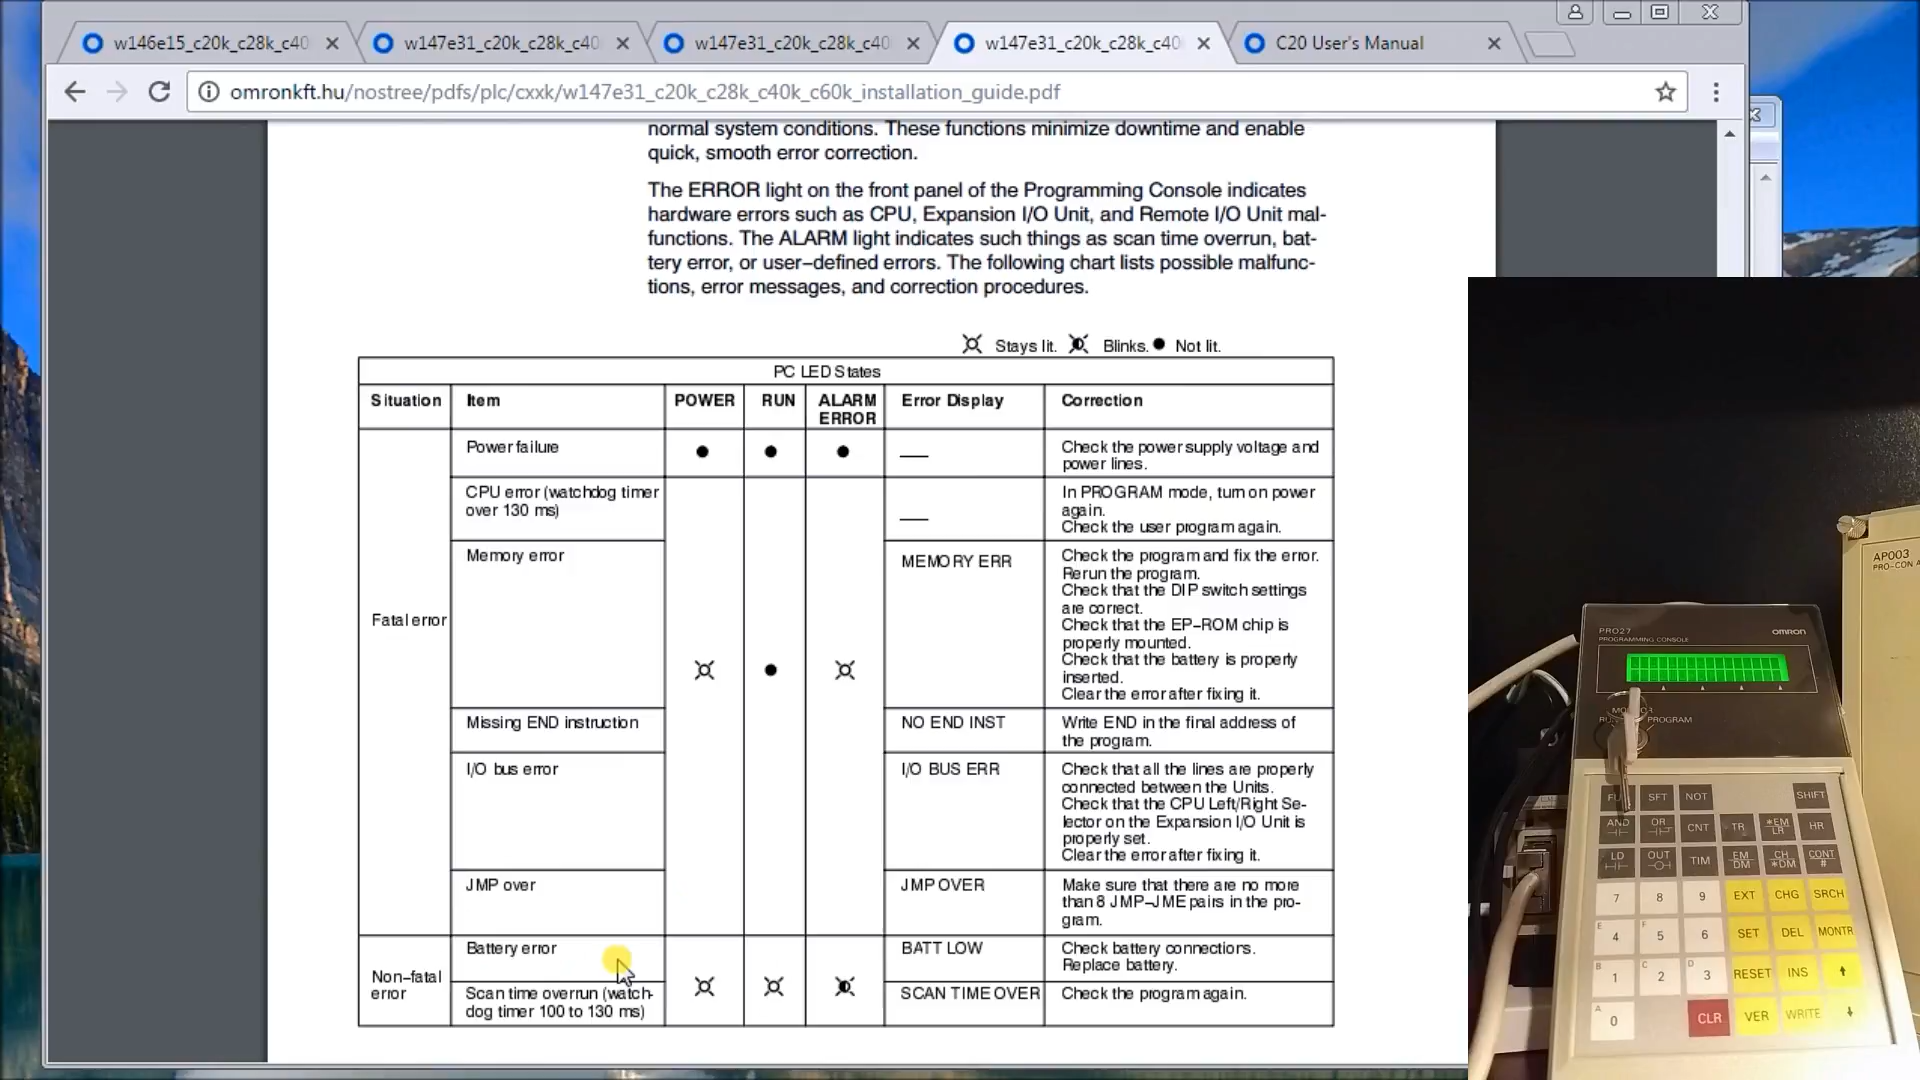 w146e15_c20k_c28k_c40
w147e31_c20k_c28k_c40
w147e31_c20k_c28k_c40
w147e31_c20k_c28k_c40
C20 User's Manual
omronkft.hu/nostree/pdfs/plc/cxxk/w147e31_c20k_c28k_c40k_c60k_installation_guide.pdf
normal system conditions. These functions minimize downtime and enable
quick, smooth error correction.
The ERROR light on the front panel of the Programming Console indicates
hardware errors such as CPU, Expansion I/O Unit, and Remote I/O Unit mal-
functions. The ALARM light indicates such things as scan time overrun, bat-
tery error, or user–defined errors. The following chart lists possible malfunc-
tions, error messages, and correction procedures.
Stays lit. Blinks. Not lit.
PC LED States
Situation Item POWER RUN ALARM
ERROR Error Display Correction
Fatal error
Power failure
Check the power supply voltage and
power lines.
CPU error (watchdog timer
over 130 ms)
In PROGRAM mode, turn on power
again.
Check the user program again.
Memory error
MEMORY ERR
Check the program and fix the error.
Rerun the program.
Check that the DIP switch settings
are correct.
Check that the EP–ROM chip is
properly mounted.
Check that the battery is properly
inserted.
Clear the error after fixing it.
Missing END instruction
NO END INST
Write END in the final address of
the program.
I/O bus error
I/O BUS ERR
Check that all the lines are properly
connected between the Units.
Check that the CPU Left/Right Se-
lector on the Expansion I/O Unit is
properly set.
Clear the error after fixing it.
JMP over
JMP OVER
Make sure that there are no more
than 8 JMP–JME pairs in the pro-
gram.
Non–fatal
error
Battery error
BATT LOW
Check battery connectiors.
Replace battery.
Scan time overrun (watch-
dog timer 100 to 130 ms)
SCAN TIME OVER
Check the program again.
AP003
PRO-CON A
PRO27 omron
PROGRAMMING CONSOLE
PROGRAM
SFT NOT SHIFT
AND OR CNT TR *EM
LR HR
LD OUT TIM EM
DM CH
*DM CONT
#
7 8 9 EXT CHG SRCH
E 4 F 5 6 SET DEL MONTR
B 1 C 2 D 3 RESET INS ↑
A 0 CLR VER WRITE ↓